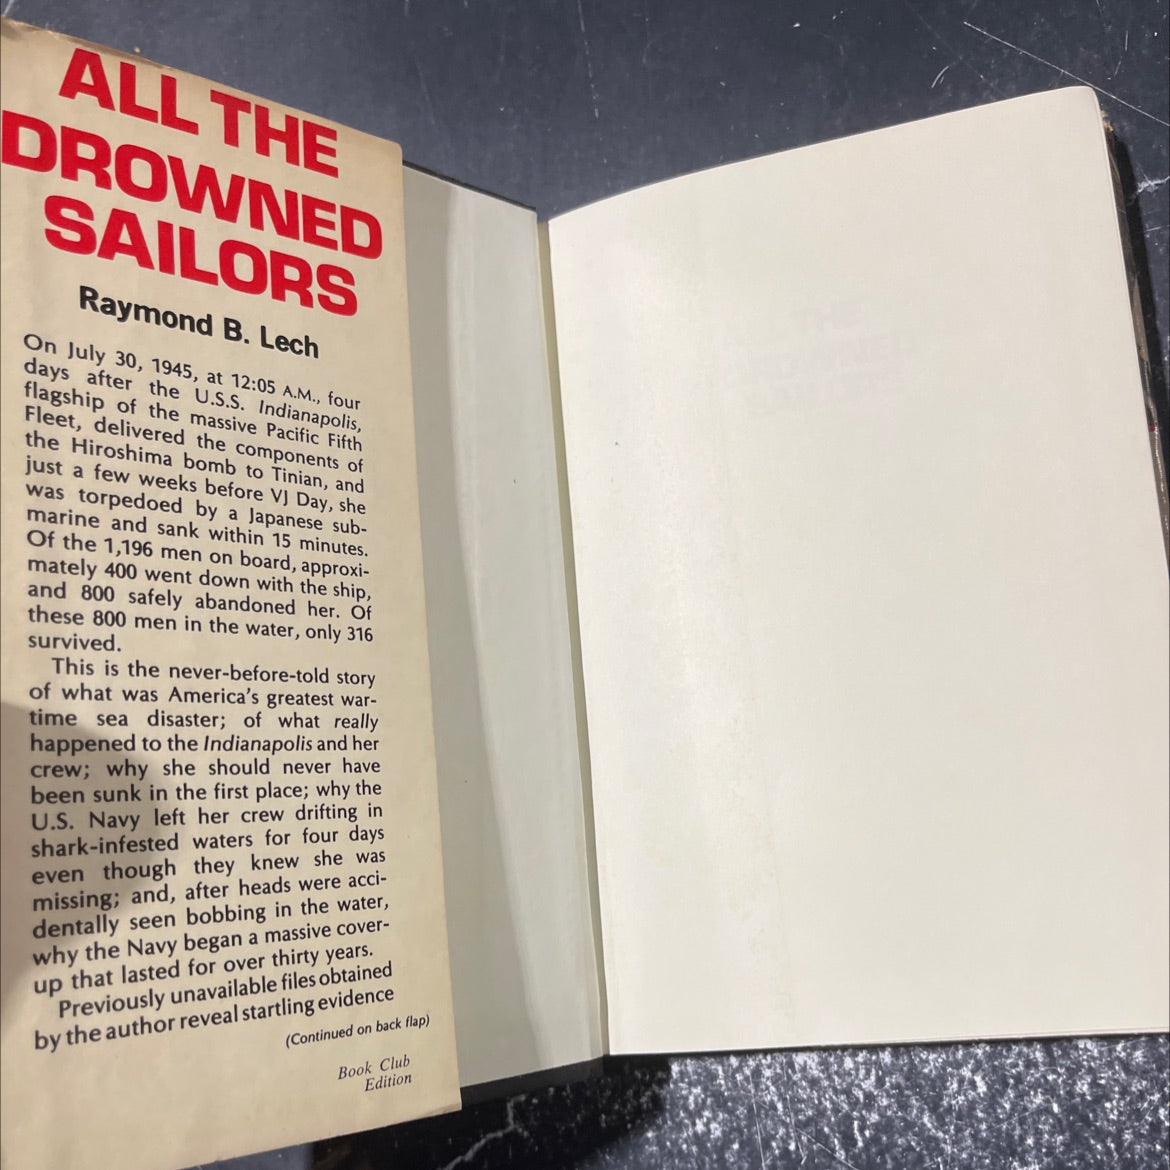 ALL THE
DROWNED
SAILORS
Raymond B. Lech
On July 30, 1945, at 12:05 A.M., four
days after the U.S.S. Indianapolis,
flagship of the massive Pacific Fifth
Fleet, delivered the components of
the Hiroshima bomb to Tinian, and
just a few weeks before VJ Day, she
was torpedoed by a Japanese sub-
marine and sank within 15 minutes.
Of the 1,196 men on board, approxi-
mately 400 went down with the ship,
and 800 safely abandoned her. Of
these 800 men in the water, only 316
survived.
This is the never-before-told story
of what was America's greatest war-
time sea disaster; of what really
happened to the Indianapolis and her
crew; why she should never have
been sunk in the first place; why the
U.S. Navy left her crew drifting in
shark-infested waters for four days
even though they knew she was
missing; and, after heads were acci-
dentally seen bobbing in the water,
why the Navy began a massive cover-
up that lasted for over thirty years.
Previously unavailable files obtained
by the author reveal startling evidence
(Continued on back flap)
Book Club
Edition